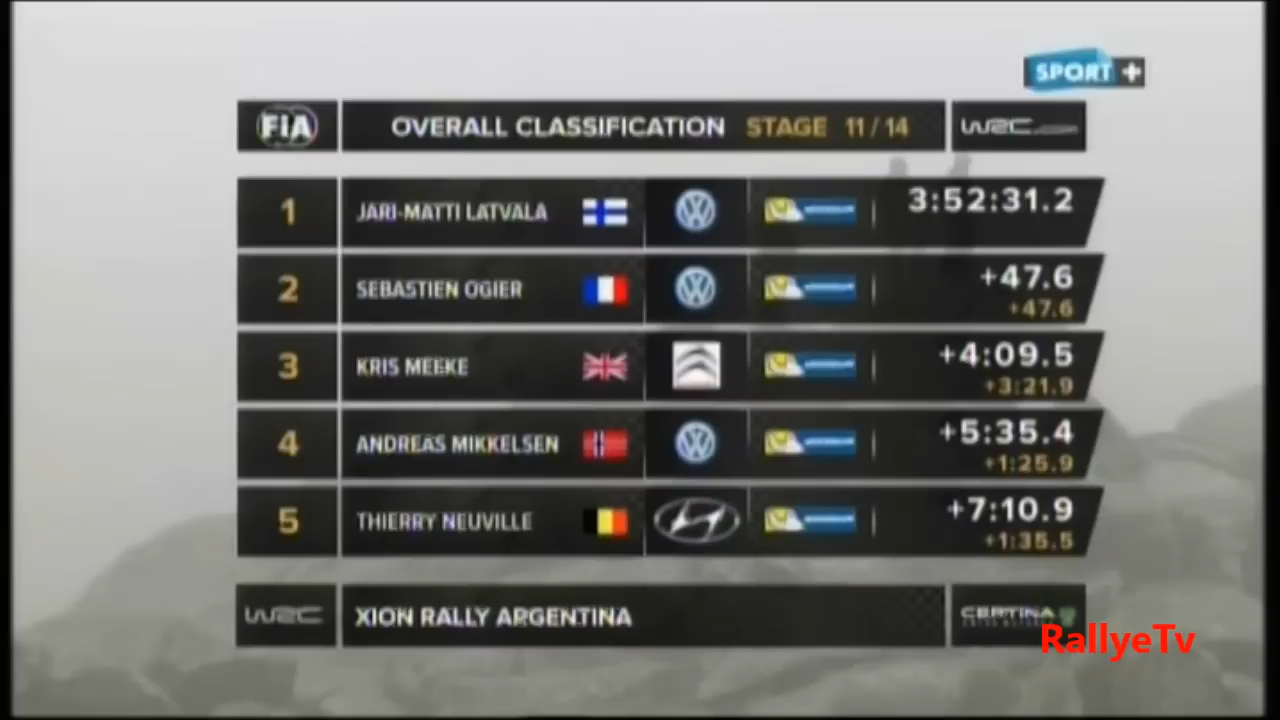 SPORT +
FIA OVERALL CLASSIFICATION STAGE 11 / 14 WRC
1 JARI-MATTI LATVALA 3:52:31.2
2 SEBASTIEN OGIER +47.6
+47.6
3 KRIS MEEKE +4:09.5
+3:21.9
4 ANDREAS MIKKELSEN +5:35.4
+1:25.9
5 THIERRY NEUVILLE +7:10.9
+1:35.5
WRC XION RALLY ARGENTINA CERTINA
RallyeTv